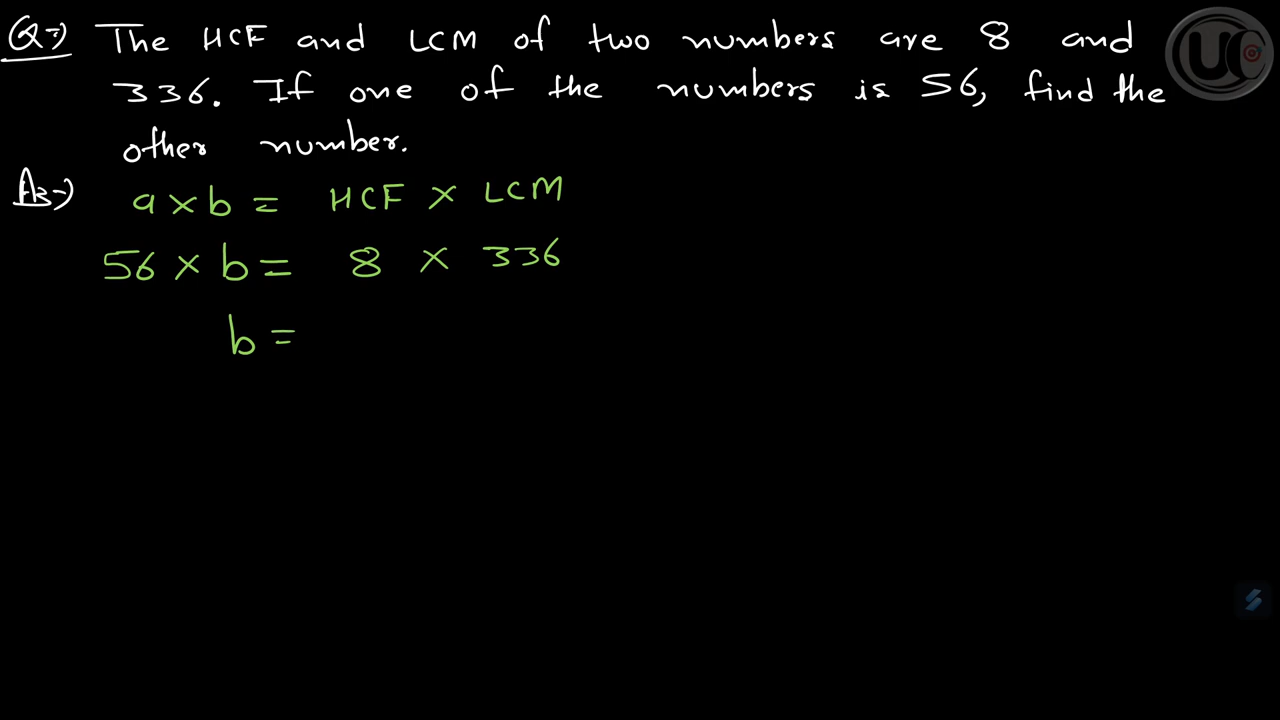 Q:-) The HCF and LCM of two numbers are 8 and
336. If one of the numbers is 56, find the
other number.
a × b = HCF × LCM
56 × b = 8 × 336
b =
UC